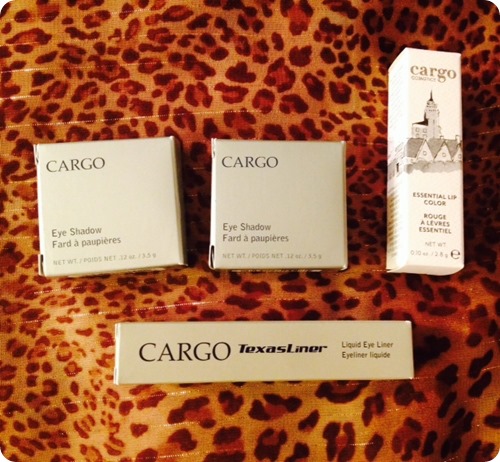 CARGO
Eye Shadow
Fard à paupières
NET WT. / POIDS NET .12 oz. / 3.5 g
CARGO
Eye Shadow
Fard à paupières
NET WT. / POIDS NET .12 oz. / 3.5 g
cargo
COSMETICS
ESSENTIAL LIP
COLOR
ROUGE
À LÈVRES
ESSENTIEL
NET WT.
0.10 oz. / 2.8 g e
CARGO TexasLiner
Liquid Eye Liner
Eyeliner liquide